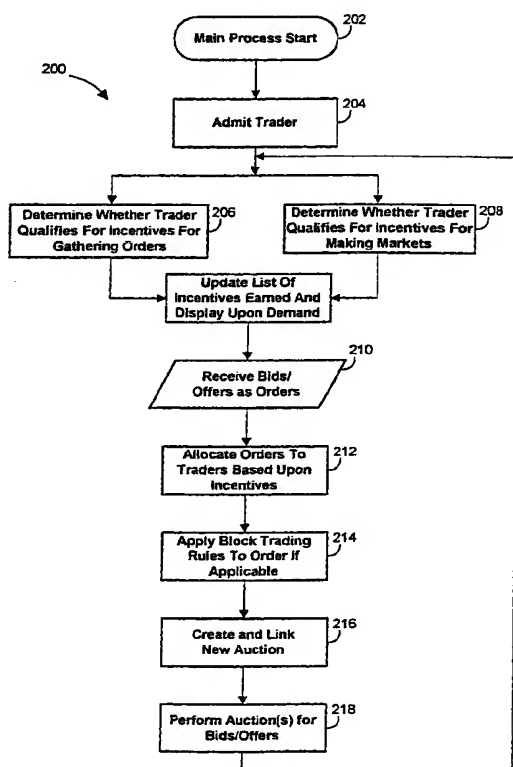 Main Process Start
202
200
204
Admit Trader
Determine Whether Trader
Qualifies For Incentives For
Gathering Orders
206
Determine Whether Trader
Qualifies For Incentives For
Making Markets
208
Update List Of
Incentives Earned And
Display Upon Demand
210
Receive Bids/
Offers as Orders
212
Allocate Orders To
Traders Based Upon
Incentives
214
Apply Block Trading
Rules To Order If
Applicable
216
Create and Link
New Auction
218
Perform Auction(s) for
Bids/Offers